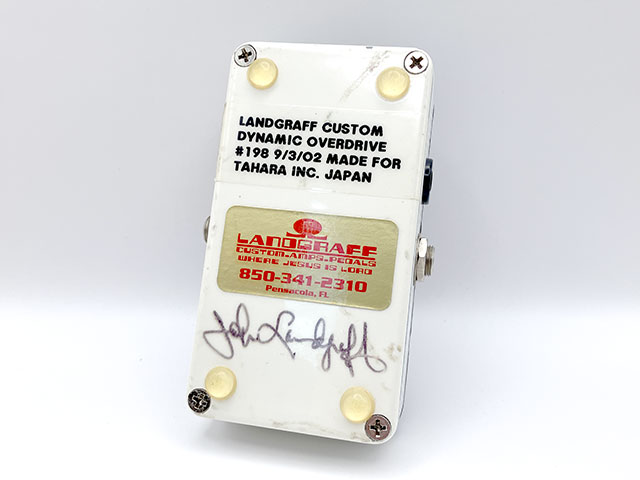 LANDGRAFF CUSTOM
DYNAMIC OVERDRIVE
#198 9/3/02 MADE FOR
TAHARA INC. JAPAN
LANDGRAFF
CUSTOM-AMPS-PEDALS
WHERE JESUS IS LORD
850-341-2310
Pensacola, FL
John Landgraff